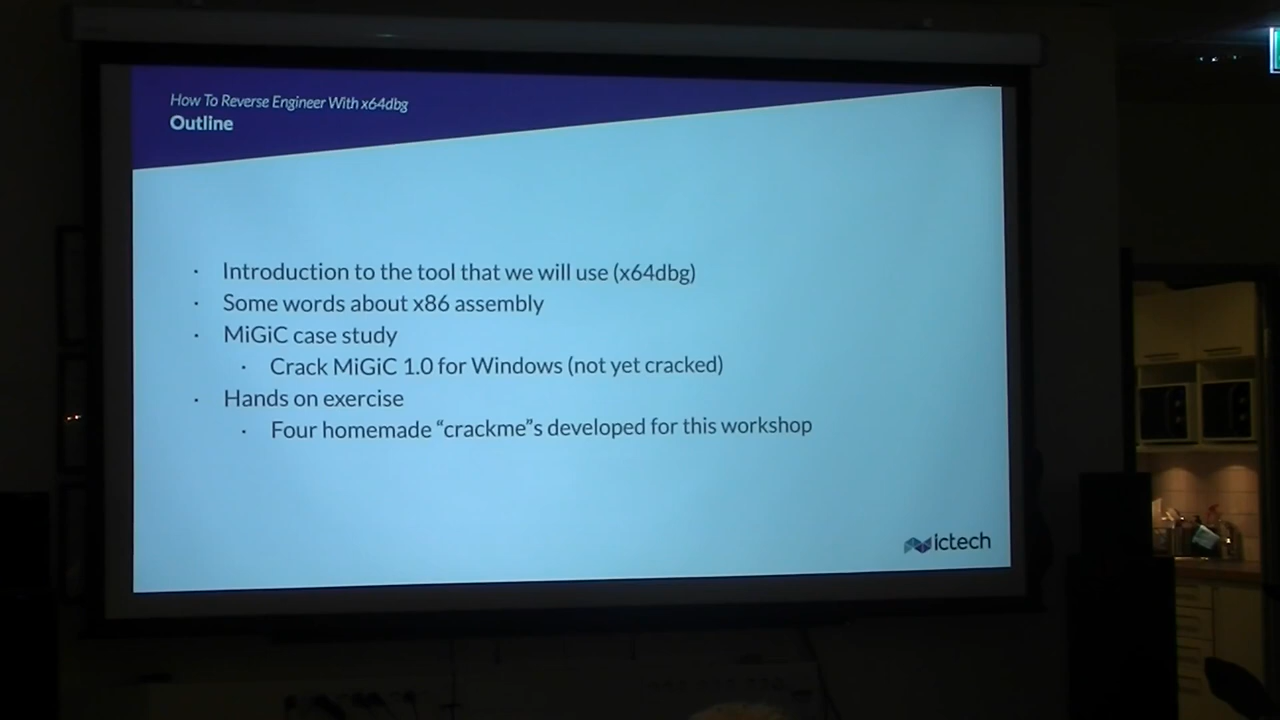 How To Reverse Engineer With x64dbg
Outline
· Introduction to the tool that we will use (x64dbg)
· Some words about x86 assembly
· MiGiC case study
· Crack MiGiC 1.0 for Windows (not yet cracked)
· Hands on exercise
· Four homemade “crackme”s developed for this workshop
ictech